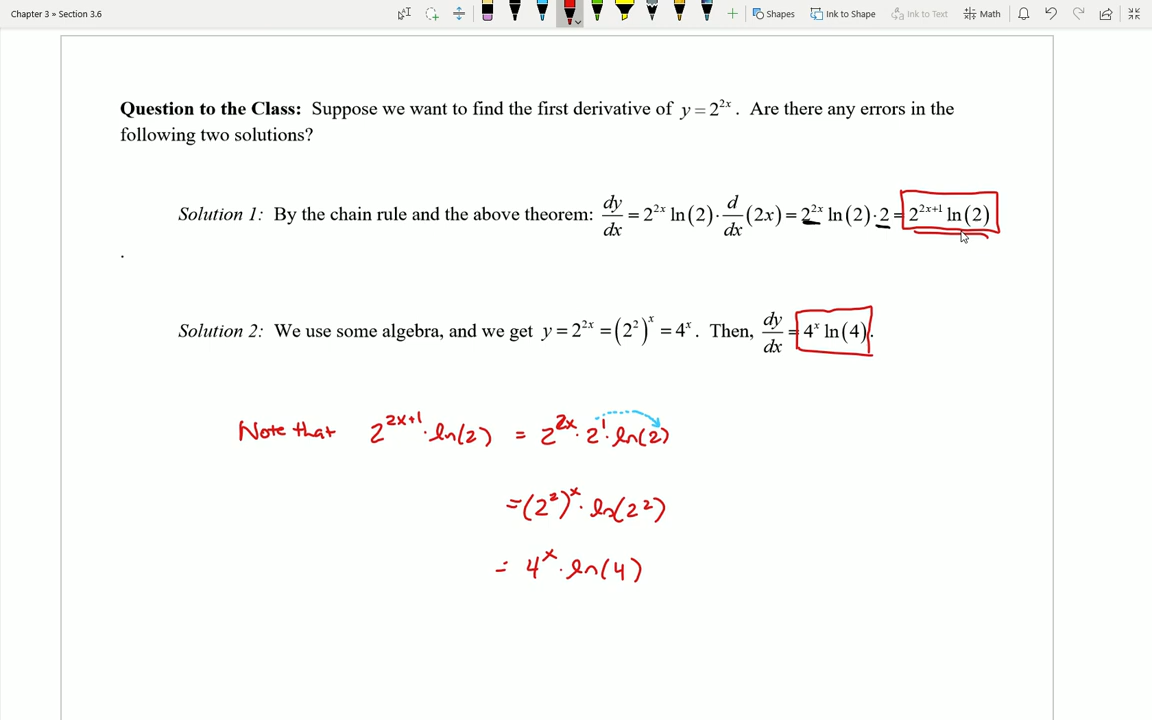 Chapter 3 » Section 3.6
Shapes Ink to Shape Ink to Text Math
Question to the Class: Suppose we want to find the first derivative of y = 2^{2x} . Are there any errors in the
following two solutions?
Solution 1: By the chain rule and the above theorem: dy/dx = 2^{2x} ln(2) · d/dx (2x) = 2^{2x} ln(2) · 2 = 2^{2x+1} ln(2)
.
Solution 2: We use some algebra, and we get y = 2^{2x} = (2^2)^x = 4^x . Then, dy/dx = 4^x ln(4).
Note that 2^{2x+1} · ln(2) = 2^{2x} · 2^1 · ln(2)
= (2^2)^x · ln(2^2)
= 4^x · ln(4)